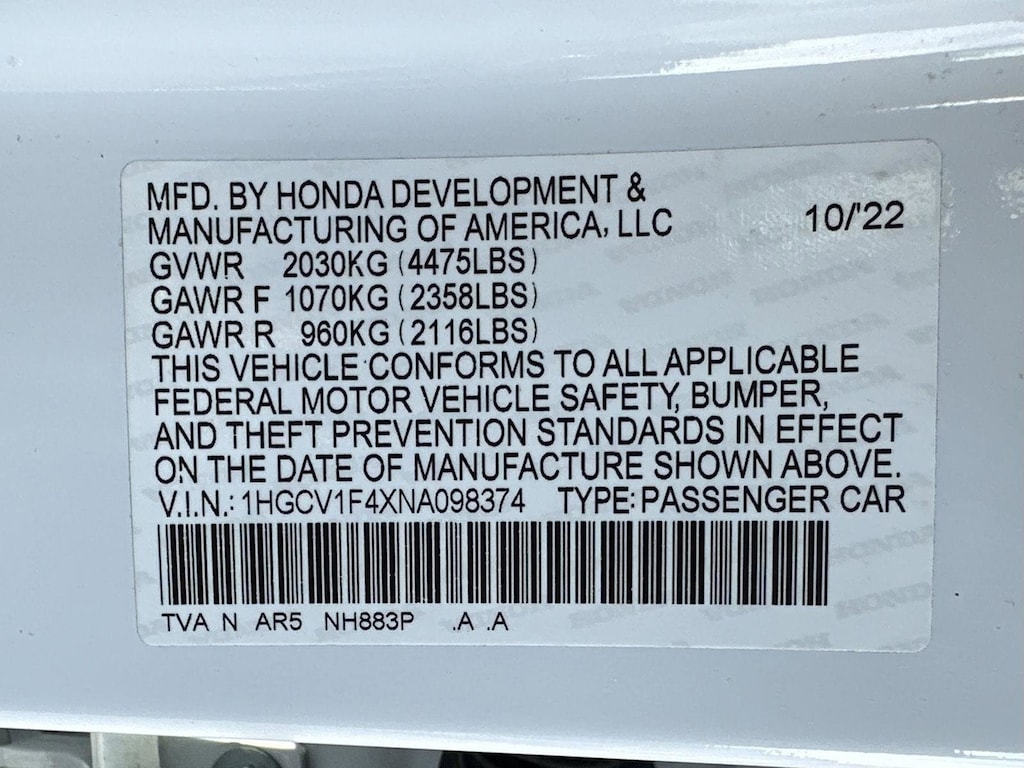 MFD. BY HONDA DEVELOPMENT &
MANUFACTURING OF AMERICA, LLC 10/'22
GVWR 2030KG (4475LBS)
GAWR F 1070KG (2358LBS)
GAWR R 960KG (2116LBS)
THIS VEHICLE CONFORMS TO ALL APPLICABLE
FEDERAL MOTOR VEHICLE SAFETY, BUMPER,
AND THEFT PREVENTION STANDARDS IN EFFECT
ON THE DATE OF MANUFACTURE SHOWN ABOVE.
V.I.N.: 1HGCV1F4XNA098374 TYPE: PASSENGER CAR
TVA N AR5 NH883P .A .A